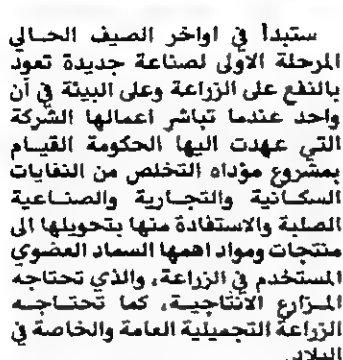 ستبدأ في اواخر الصيف الحالي
المرحلة الاولى لصناعة جديدة تعود
بالنفع على الزراعة وعلى البيئة في آن
واحد عندما تباشر اعمالها الشركة
التي عهدت اليها الحكومة القيام
بمشروع مؤداه التخلص من النفايات
السكانية والتجارية والصناعية
الصلبة والاستفادة منها بتحويلها الى
منتجات ومواد اهمها السماد العضوي
المستخدم في الزراعة، والذي تحتاجه
المزارع الانتاجية، كما تحتاجه
الزراعة التجميلية العامة والخاصة في
البلاد.